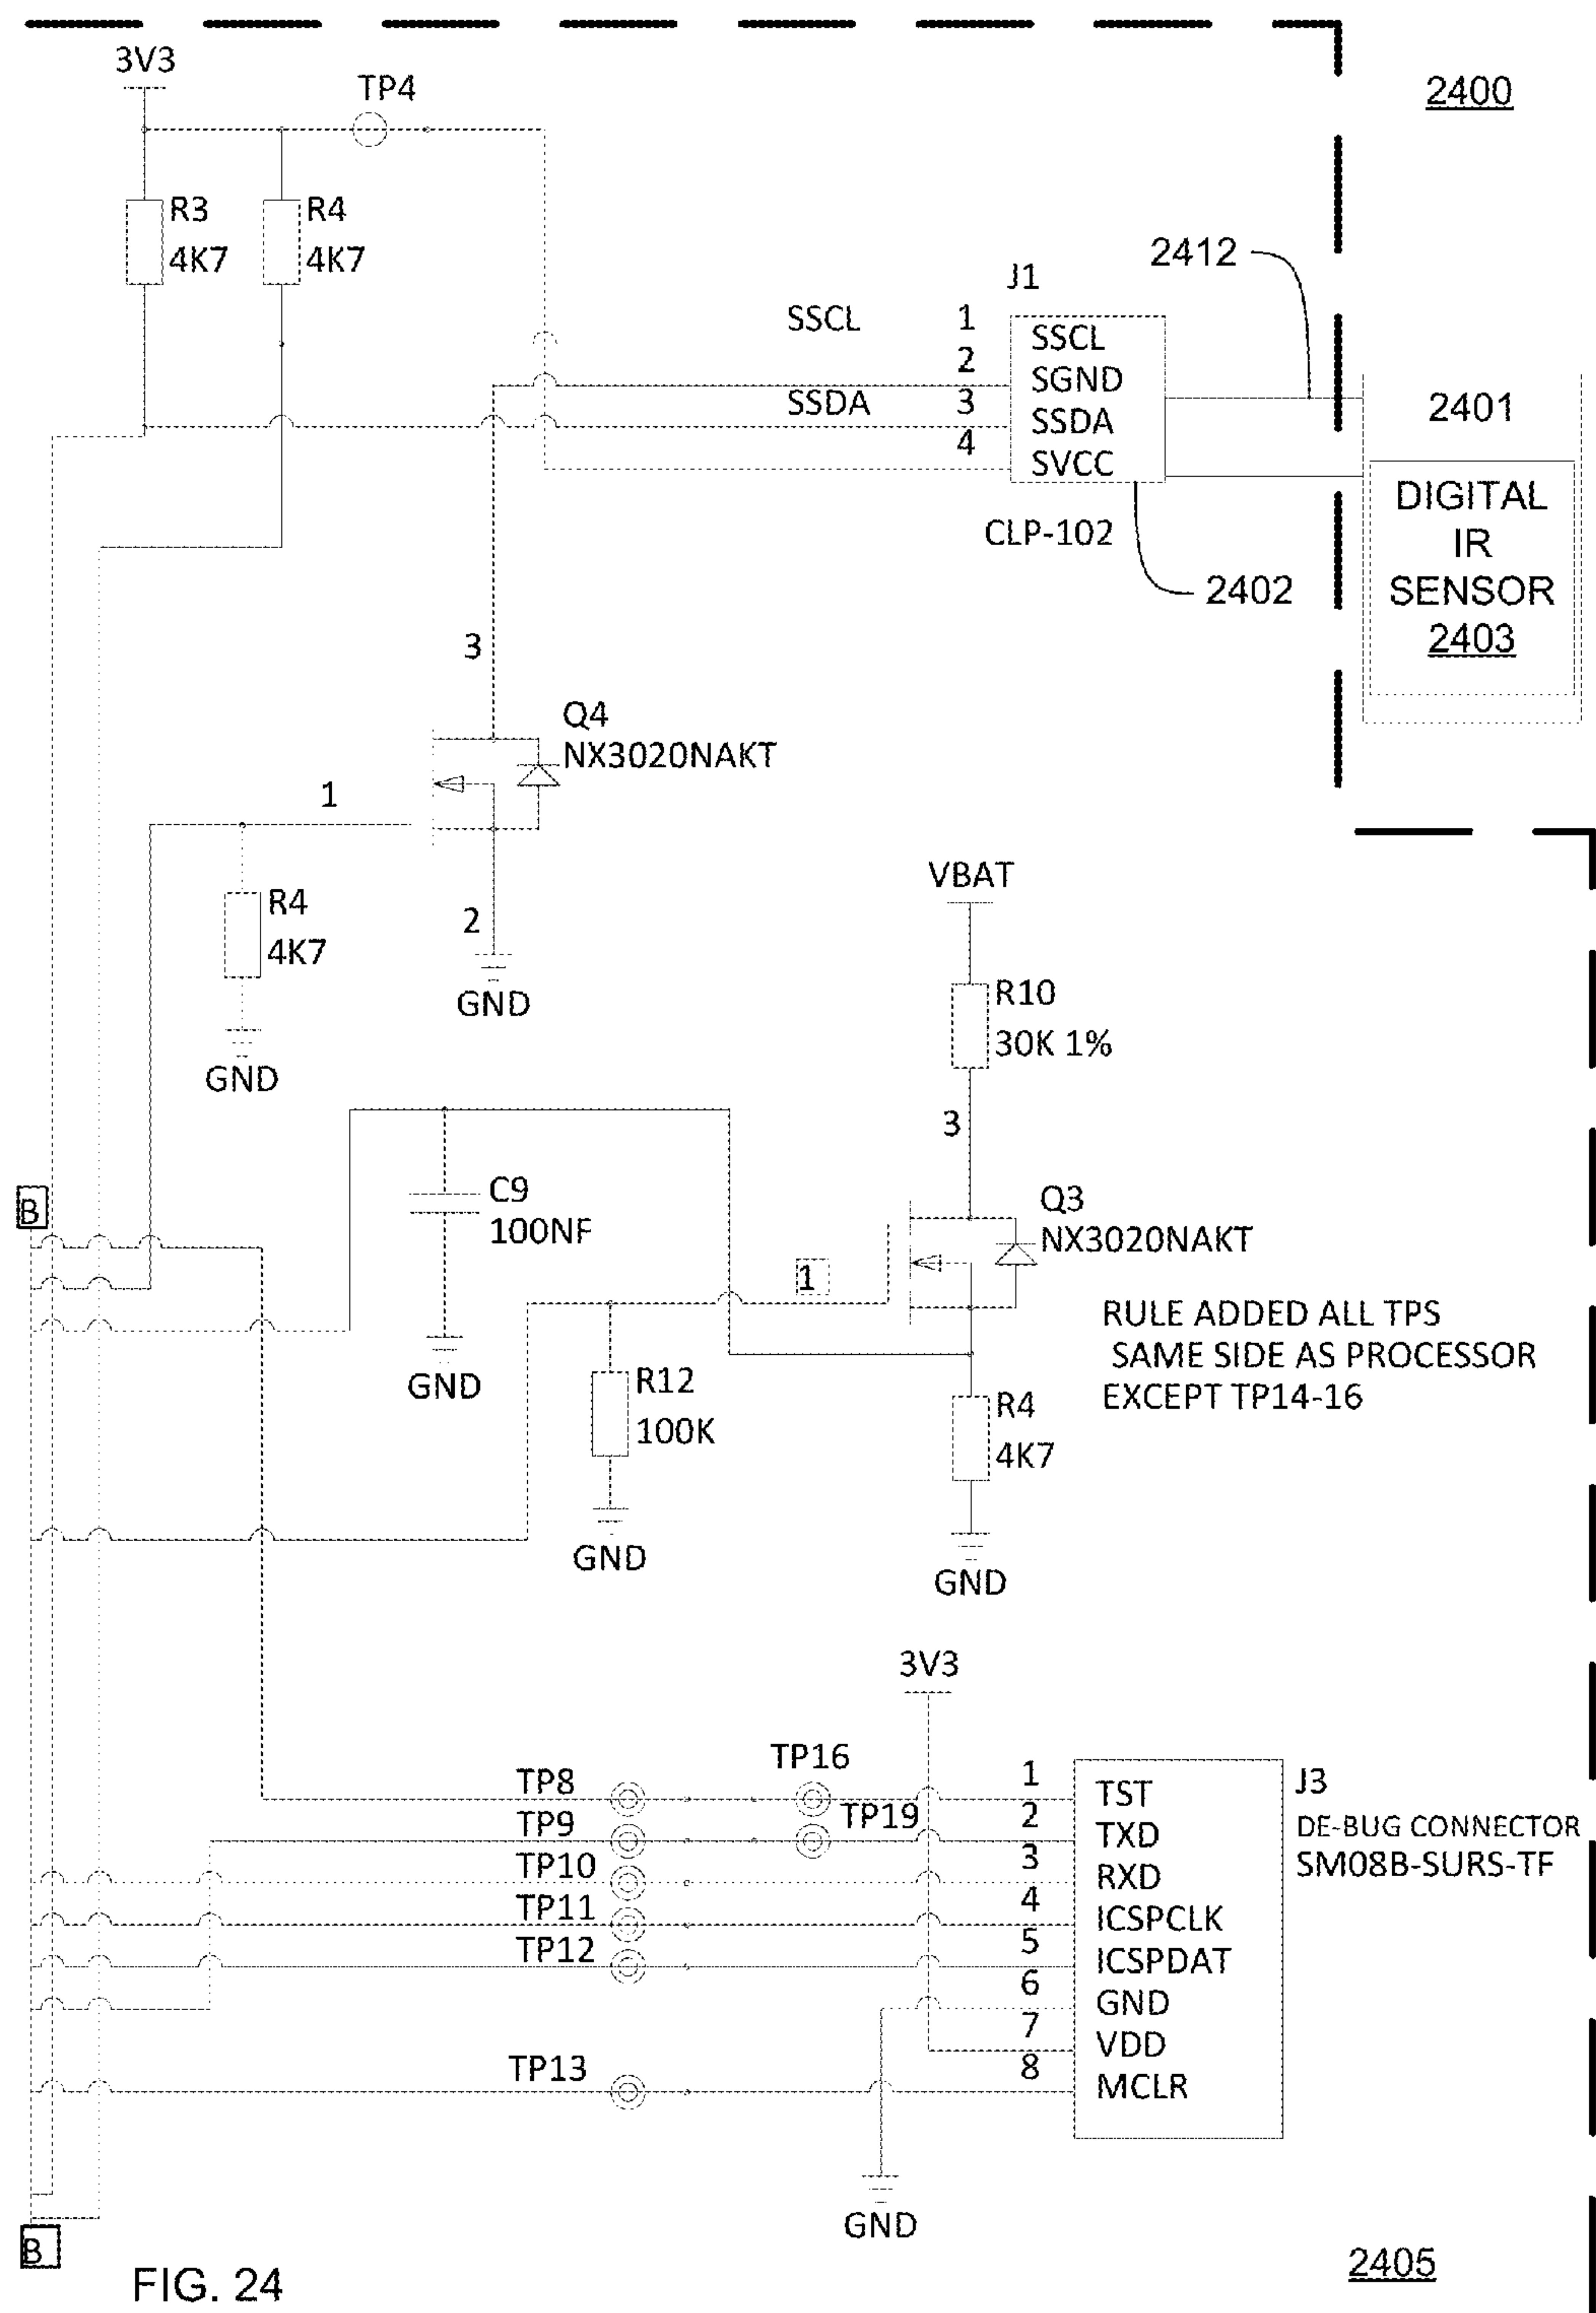 3V3
TP4
2400
R3
4K7
R4
4K7
2412
J1
SSCL
1
SSCL
2
SGND
SSDA
3
SSDA
4
SVCC
2401
DIGITAL
IR
SENSOR
2403
CLP-102
2402
3
Q4
NX3020NAKT
1
2
GND
R4
4K7
GND
VBAT
R10
30K 1%
3
C9
100NF
GND
B
Q3
NX3020NAKT
1
RULE ADDED ALL TPS
SAME SIDE AS PROCESSOR
EXCEPT TP14-16
R12
100K
GND
R4
4K7
GND
3V3
TP8
TP16
1
TST
J3
TP9
TP19
2
TXD
DE-BUG CONNECTOR
SM08B-SURS-TF
TP10
3
RXD
TP11
4
ICSPCLK
TP12
5
ICSPDAT
6
GND
7
VDD
TP13
8
MCLR
GND
B
FIG. 24
2405